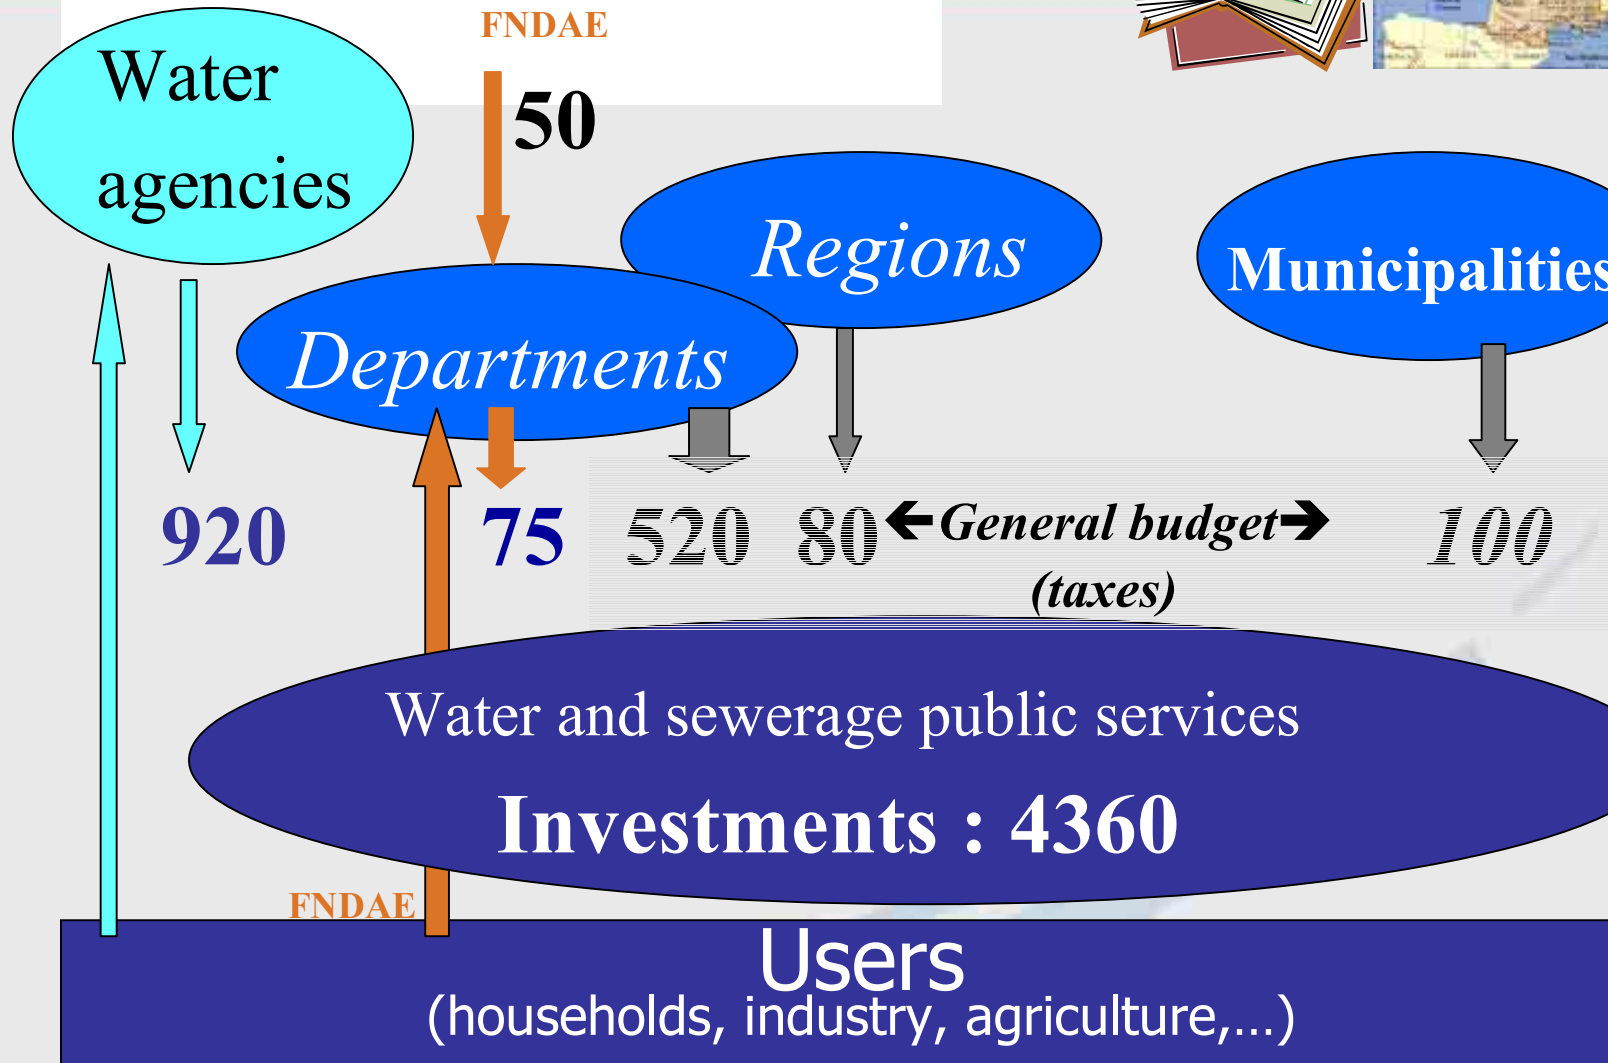 FNDAE
Water
agencies
50
Regions
Municipalities
Departments
920
75
520
80
←General budget→
100
(taxes)
Water and sewerage public services
Investments : 4360
FNDAE
Users
(households, industry, agriculture,…)